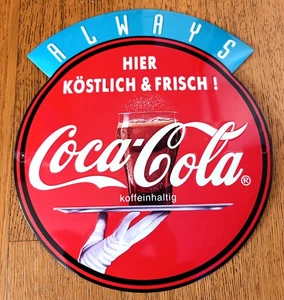 ALWAYS
HIER
KÖSTLICH & FRISCH !
Coca-Cola ®
koffeinhaltig